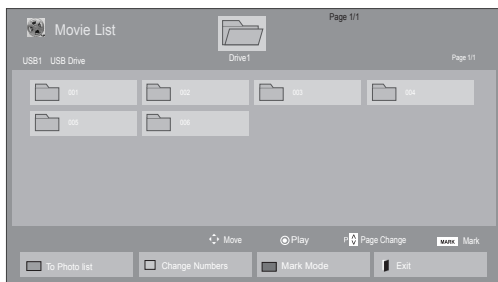 Page 1/1
Movie List
USB1 USB Drive
Drive1
Page 1/1
001 002 003 004
005 006
Move Play P Page Change MARK Mark
To Photo list Change Numbers Mark Mode Exit